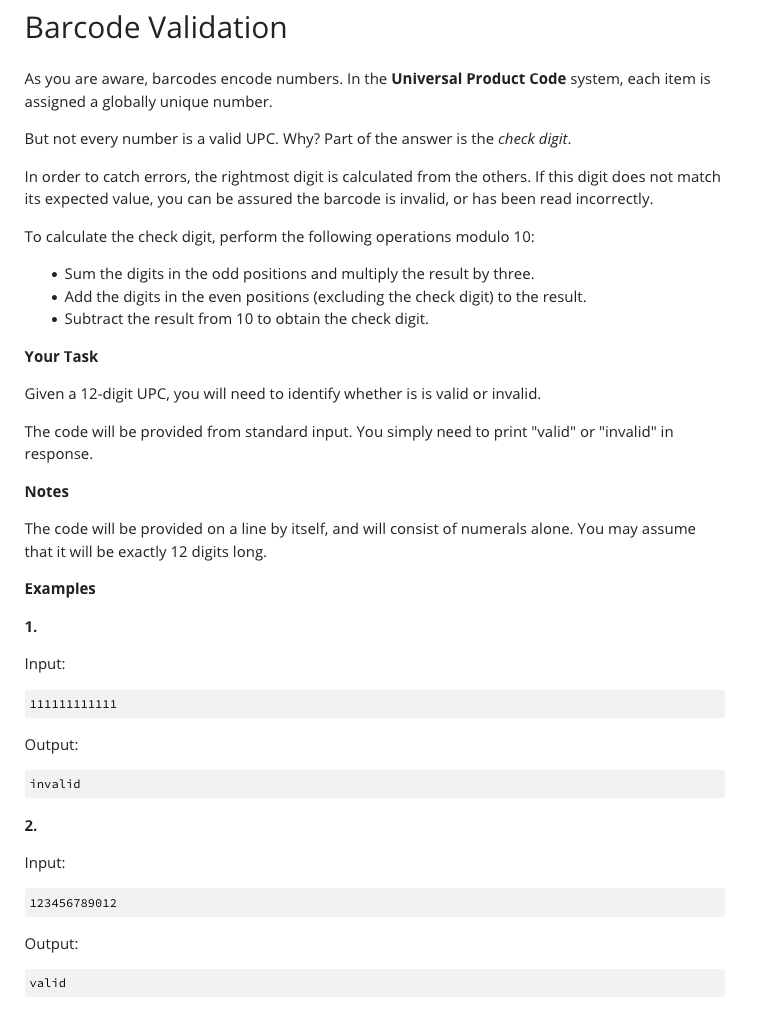 Barcode Validation
As you are aware, barcodes encode numbers. In the Universal Product Code system, each item is
assigned a globally unique number.
But not every number is a valid UPC. Why? Part of the answer is the check digit.
In order to catch errors, the rightmost digit is calculated from the others. If this digit does not match
its expected value, you can be assured the barcode is invalid, or has been read incorrectly.
To calculate the check digit, perform the following operations modulo 10:
• Sum the digits in the odd positions and multiply the result by three.
• Add the digits in the even positions (excluding the check digit) to the result.
• Subtract the result from 10 to obtain the check digit.
Your Task
Given a 12-digit UPC, you will need to identify whether is is valid or invalid.
The code will be provided from standard input. You simply need to print "valid" or "invalid" in
response.
Notes
The code will be provided on a line by itself, and will consist of numerals alone. You may assume
that it will be exactly 12 digits long.
Examples
1.
Input:
111111111111
Output:
invalid
2.
Input:
123456789012
Output:
valid